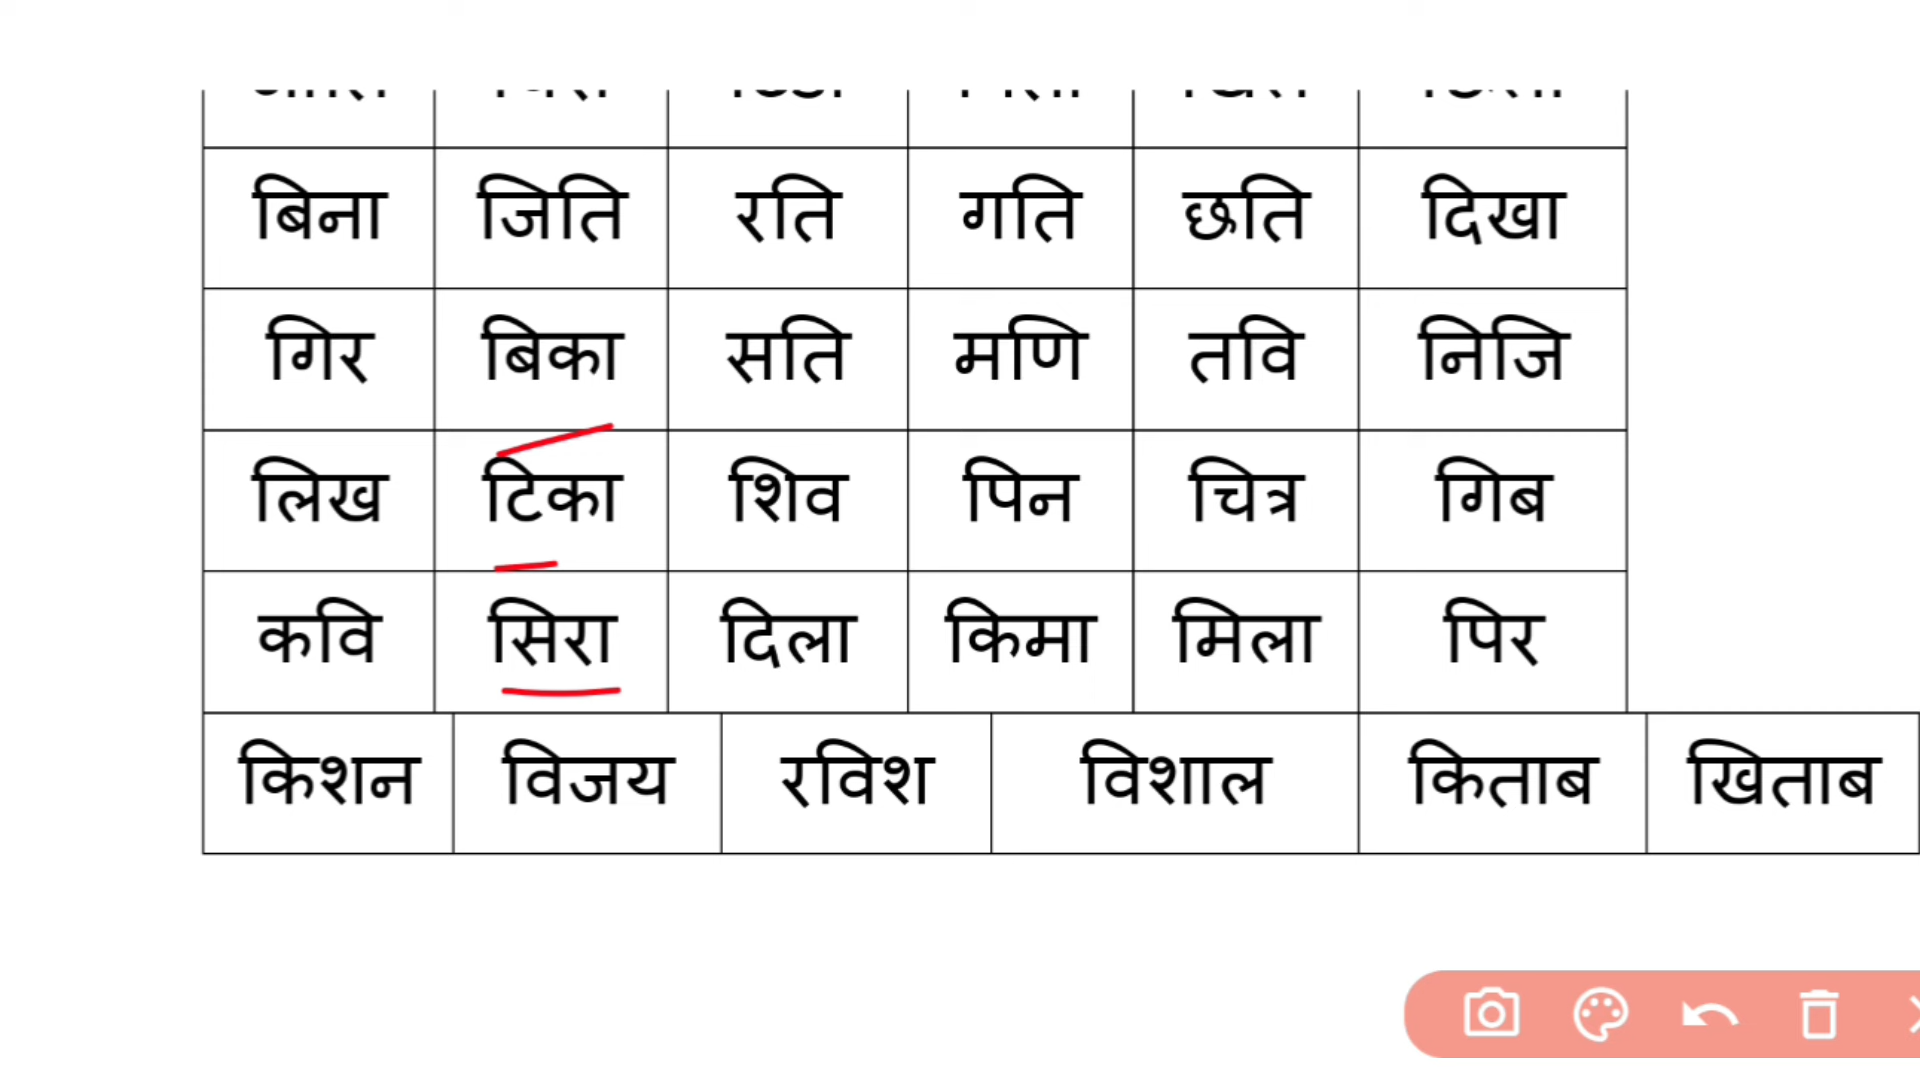 बिना जिति रति गति छति दिखा
गिर बिका सति मणि तवि निजि
लिख टिका शिव पिन चित्र गिब
कवि सिरा दिला किमा मिला पिर
किशन विजय रविश विशाल किताब खिताब